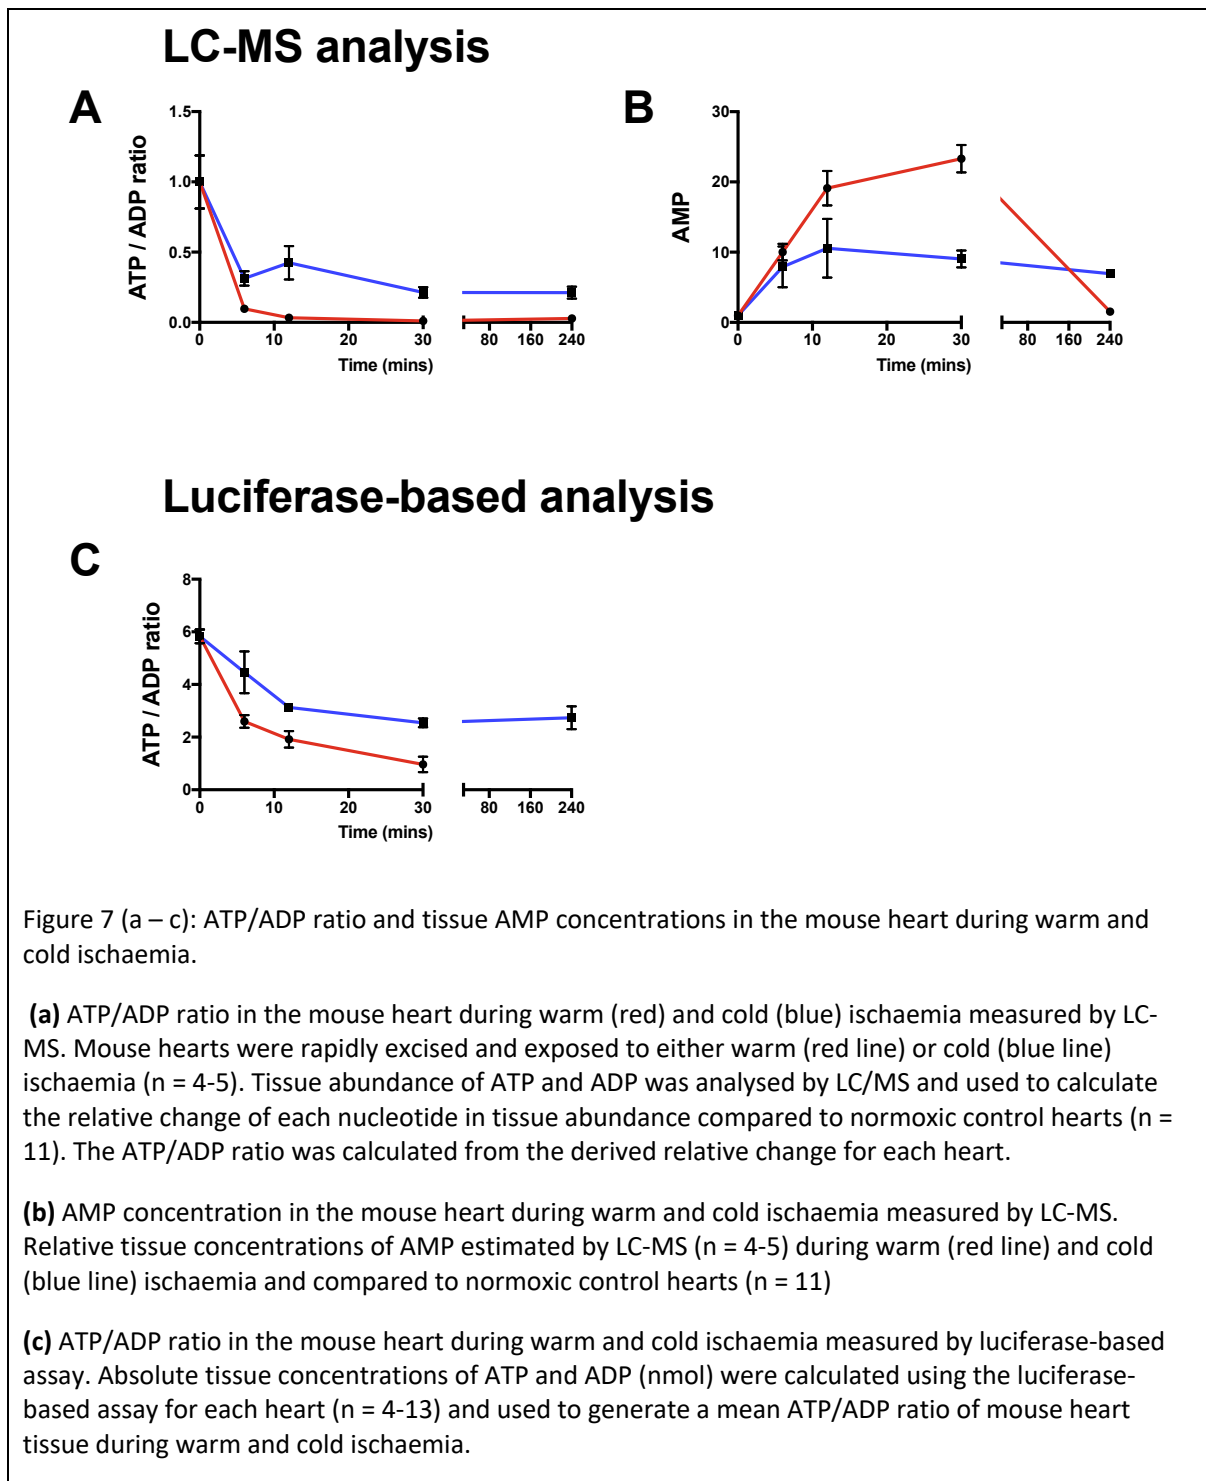 LC-MS analysis
A
1.5
1.0
0.5
0.0
ATP / ADP ratio
0 10 20 30 80 160 240
Time (mins)
B
30
20
10
0
AMP
0 10 20 30 80 160 240
Time (mins)
Luciferase-based analysis
C
8
6
4
2
0
ATP / ADP ratio
0 10 20 30 80 160 240
Time (mins)
Figure 7 (a – c): ATP/ADP ratio and tissue AMP concentrations in the mouse heart during warm and
cold ischaemia.
(a) ATP/ADP ratio in the mouse heart during warm (red) and cold (blue) ischaemia measured by LC-
MS. Mouse hearts were rapidly excised and exposed to either warm (red line) or cold (blue line)
ischaemia (n = 4-5). Tissue abundance of ATP and ADP was analysed by LC/MS and used to calculate
the relative change of each nucleotide in tissue abundance compared to normoxic control hearts (n =
11). The ATP/ADP ratio was calculated from the derived relative change for each heart.
(b) AMP concentration in the mouse heart during warm and cold ischaemia measured by LC-MS.
Relative tissue concentrations of AMP estimated by LC-MS (n = 4-5) during warm (red line) and cold
(blue line) ischaemia and compared to normoxic control hearts (n = 11)
(c) ATP/ADP ratio in the mouse heart during warm and cold ischaemia measured by luciferase-based
assay. Absolute tissue concentrations of ATP and ADP (nmol) were calculated using the luciferase-
based assay for each heart (n = 4-13) and used to generate a mean ATP/ADP ratio of mouse heart
tissue during warm and cold ischaemia.